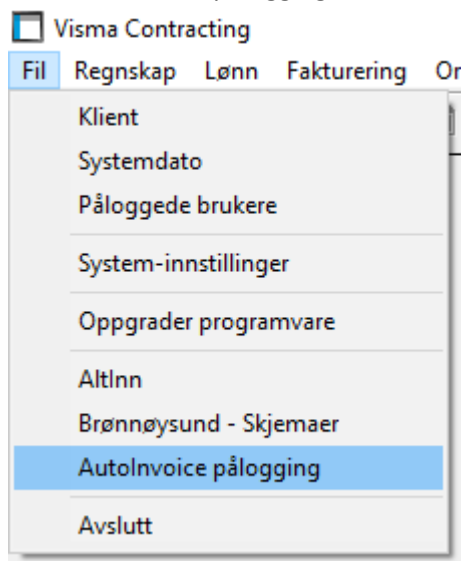 Visma Contracting
Fil Regnskap Lønn Fakturering
Klient
Systemdato
Påloggede brukere
System-innstillinger
Oppgrader programvare
AltInn
Brønnøysund - Skjemaer
AutoInvoice pålogging
Avslutt